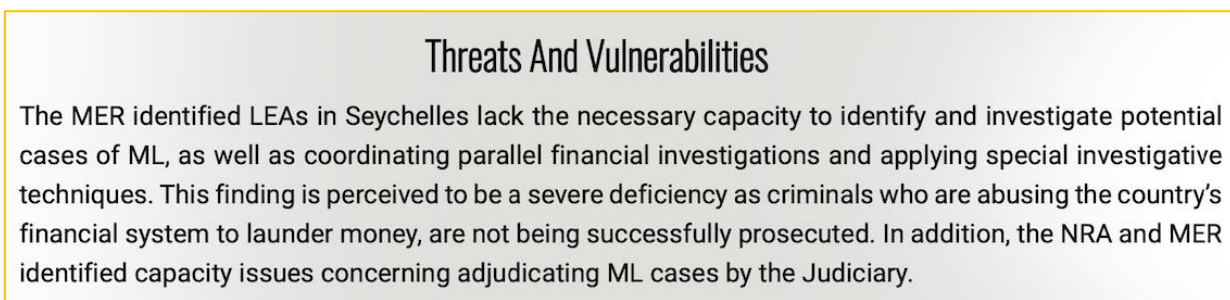 Threats And Vulnerabilities
The MER identified LEAs in Seychelles lack the necessary capacity to identify and investigate potential
cases of ML, as well as coordinating parallel financial investigations and applying special investigative
techniques. This finding is perceived to be a severe deficiency as criminals who are abusing the country's
financial system to launder money, are not being successfully prosecuted. In addition, the NRA and MER
identified capacity issues concerning adjudicating ML cases by the Judiciary.